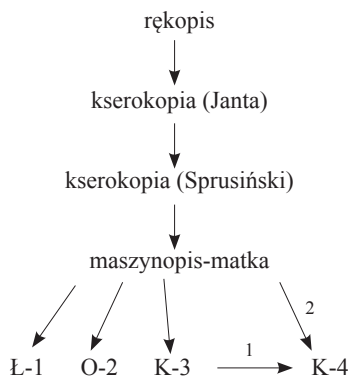 rękopis
kserokopia (Janta)
kserokopia (Sprusiński)
maszynopis-matka
2
1
Ł-1 O-2 K-3 K-4